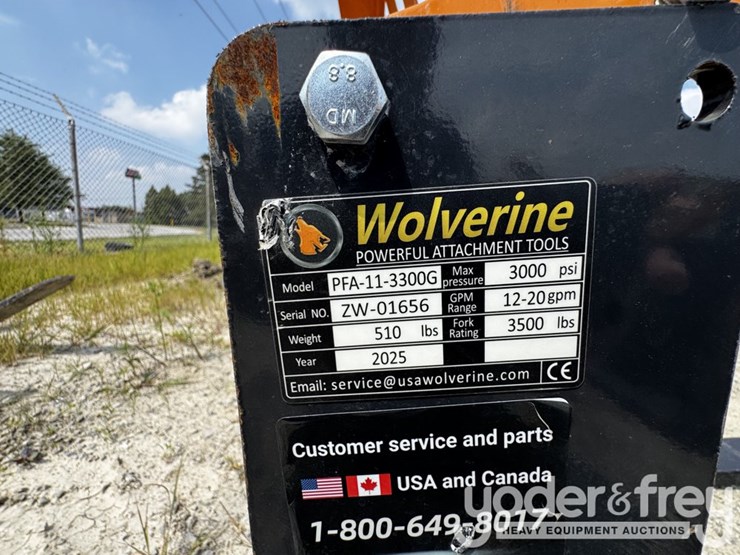 8.8
MD
Wolverine
POWERFUL ATTACHMENT TOOLS
Model PFA-11-3300G Max pressure 3000 psi
Serial NO. ZW-01656 GPM Range 12-20 gpm
Weight 510 lbs Fork Rating 3500 lbs
Year 2025
Email: service@usawolverine.com CE
Customer service and parts
USA and Canada
1-800-649-8017
yoder&frey
HEAVY EQUIPMENT AUCTIONS